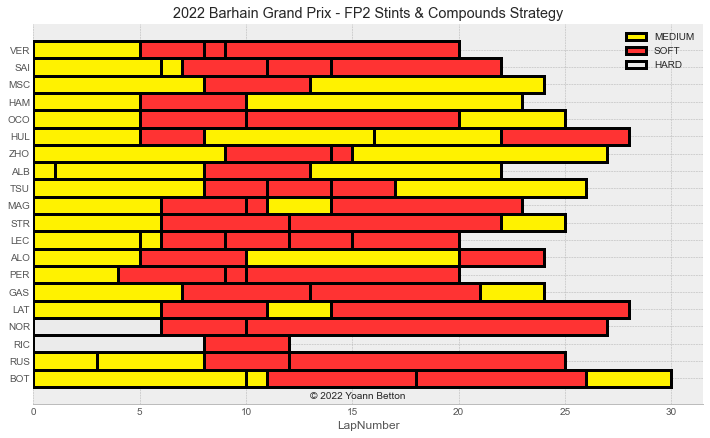 2022 Barhain Grand Prix - FP2 Stints & Compounds Strategy
MEDIUM
SOFT
HARD
VER
SAI
MSC
HAM
OCO
HUL
ZHO
ALB
TSU
MAG
STR
LEC
ALO
PER
GAS
LAT
NOR
RIC
RUS
BOT
© 2022 Yoann Betton
0 5 10 15 20 25 30
LapNumber